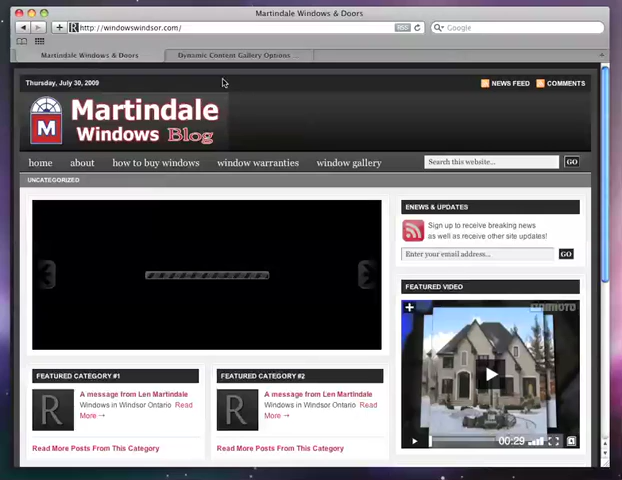 Martindale Windows & Doors
http://windowswindsor.com/
RSS
Google
Martindale Windows & Doors
Dynamic Content Gallery Options ...
Thursday, July 30, 2009
NEWS FEED
COMMENTS
M
Martindale
Windows Blog
home
about
how to buy windows
window warranties
window gallery
Search this website...
GO
UNCATEGORIZED
ENEWS & UPDATES
Sign up to receive breaking news
as well as receive other site updates!
Enter your email address...
GO
FEATURED VIDEO
00:29
FEATURED CATEGORY #1
R
A message from Len Martindale
Windows in Windsor Ontario Read
More →
Read More Posts From This Category
FEATURED CATEGORY #2
R
A message from Len Martindale
Windows in Windsor Ontario Read
More →
Read More Posts From This Category